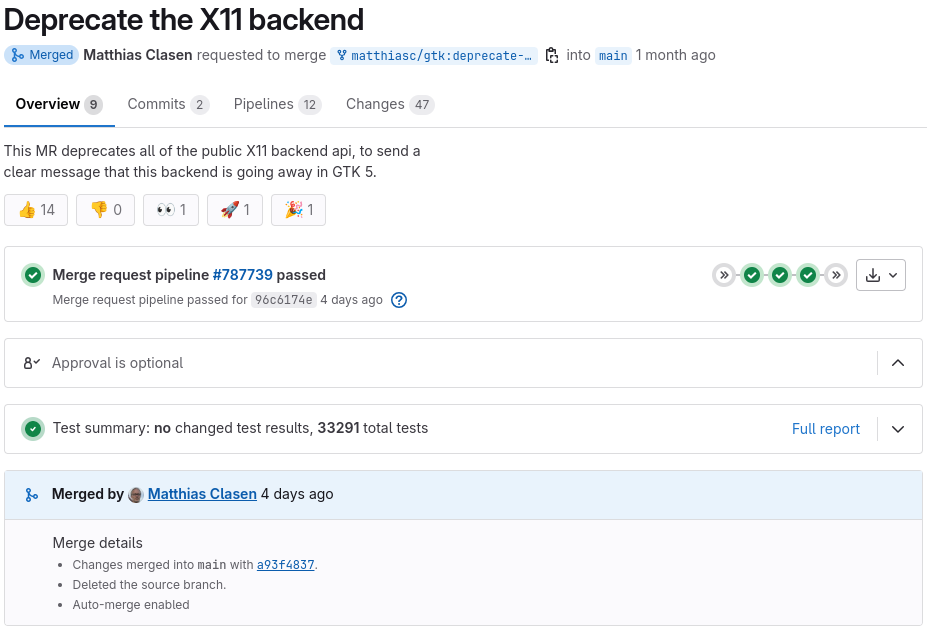 Deprecate the X11 backend
Merged Matthias Clasen requested to merge matthiasc/gtk:deprecate-… into main 1 month ago
Overview 9 Commits 2 Pipelines 12 Changes 47
This MR deprecates all of the public X11 backend api, to send a
clear message that this backend is going away in GTK 5.
👍 14 👎 0 👀 1 🚀 1 🎉 1
Merge request pipeline #787739 passed
Merge request pipeline passed for 96c6174e 4 days ago ?
Approval is optional
Test summary: no changed test results, 33291 total tests Full report
Merged by Matthias Clasen 4 days ago
Merge details
• Changes merged into main with a93f4837.
• Deleted the source branch.
• Auto-merge enabled